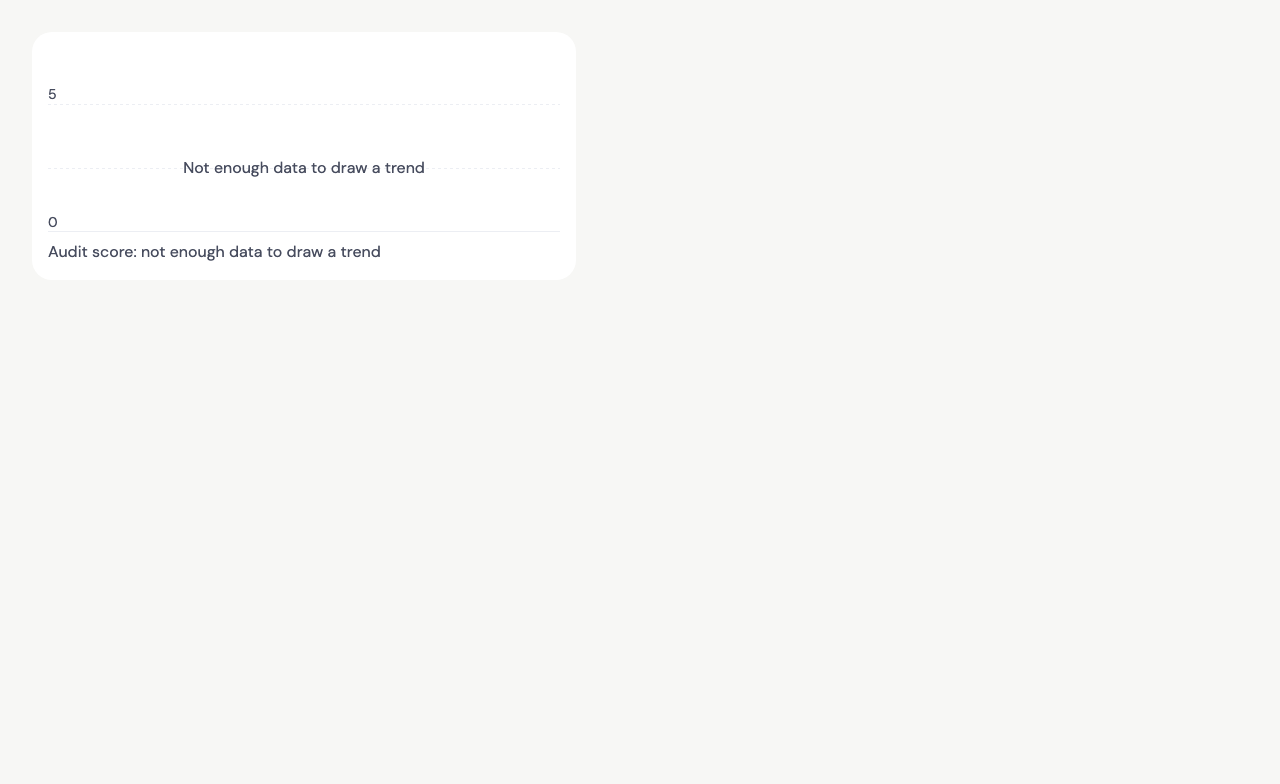 5
Not enough data to draw a trend
0
Audit score: not enough data to draw a trend